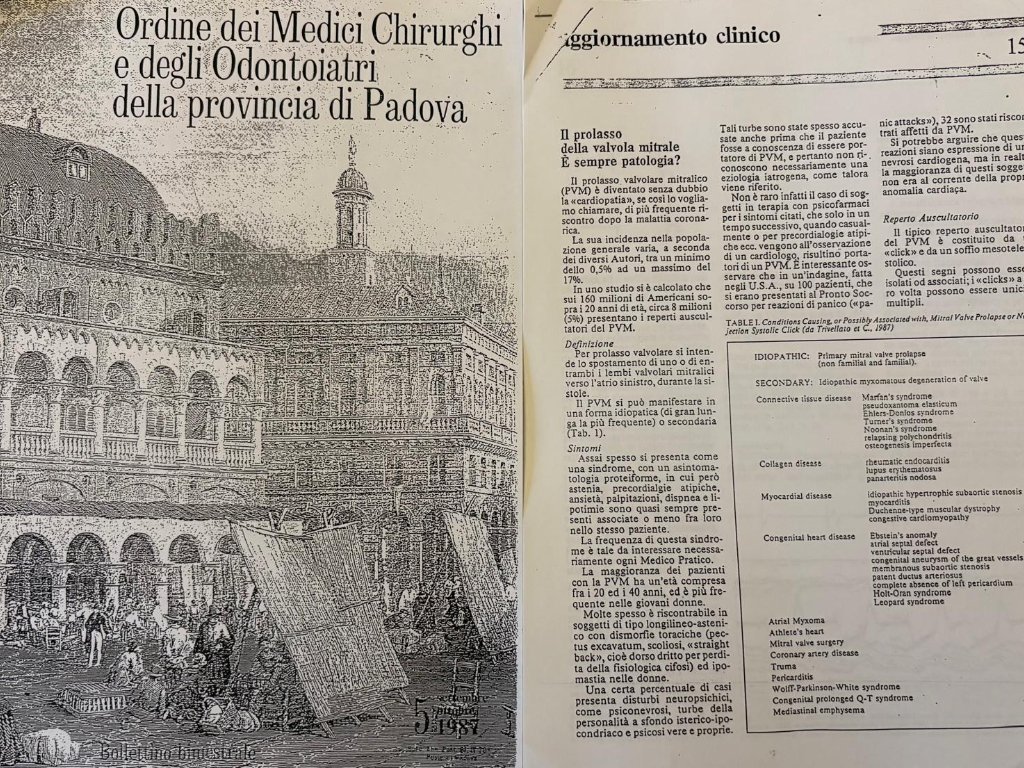 Ordine dei Medici Chirurghi
e degli Odontoiatri
della provincia di Padova
settembre
ottobre
5 1987
Bollettino bimestrale
aggiornamento clinico
15
Il prolasso
della valvola mitrale
È sempre patologia?
Il prolasso valvolare mitralico
(PVM) è diventato senza dubbio
la «cardiopatia», se così lo voglia-
mo chiamare, di più frequente ri-
scontro dopo la malattia corona-
rica.
La sua incidenza nella popola-
zione generale varia, a seconda
dei diversi Autori, tra un minimo
dello 0,5% ad un massimo del
17%.
In uno studio si è calcolato che
sui 160 milioni di Americani so-
pra i 20 anni di età, circa 8 milioni
(5%) presentano i reperti auscul-
tatori del PVM.
Definizione
Per prolasso valvolare si inten-
de lo spostamento di uno o di en-
trambi i lembi valvolari mitralici
verso l'atrio sinistro, durante la si-
stole.
Il PVM si può manifestare in
una forma idiopatica (di gran lun-
ga la più frequente) o secondaria
(Tab. 1).
Sintomi
Assai spesso si presenta come
una sindrome, con un asintoma-
tologia proteiforme, in cui però
astenia, precordialgie atipiche,
ansietà, palpitazioni, dispnea e li-
potimie sono quasi sempre pre-
senti associate o meno fra loro
nello stesso paziente.
La frequenza di questa sindro-
me è tale da interessare necessa-
riamente ogni Medico Pratico.
La maggioranza dei pazienti
con la PVM ha un'età compresa
fra i 20 ed i 40 anni, ed è più fre-
quente nelle giovani donne.
Molte spesso è riscontrabile in
soggetti di tipo longilineo-asteni-
co con dismorfie toraciche (pec-
tus excavatum, scoliosi, «straight
back», cioè dorso dritto per perdi-
ta della fisiologica cifosi) ed ipo-
mastia nelle donne.
Una certa percentuale di casi
presenta disturbi neuropsichici,
come psiconevrosi, turbe della
personalità a sfondo isterico-ipo-
condriaco e psicosi vere e proprie.
Tali turbe sono state spesso accu-
sate anche prima che il paziente
fosse a conoscenza di essere por-
tatore di PVM, e pertanto non ri-
conoscono necessariamente una
eziologia iatrogena, come talora
viene riferito.
Non è raro infatti il caso di sog-
getti in terapia con psicofarmaci
per i sintomi citati, che solo in un
tempo successivo, quando casual-
mente o per precordialgie atipi-
che ecc. vengono all'osservazione
di un cardiologo, risultino porta-
tori di un PVM. È interessante os-
servare che in un'indagine, fatta
negli U.S.A., su 100 pazienti, che
si erano presentati al Pronto Soc-
corso per reazioni di panico («pa-
nic attacks»), 32 sono stati riscon
trati affetti da PVM.
Si potrebbe arguire che ques
reazioni siano espressione di un
nevrosi cardiogena, ma in realt
la maggioranza di questi sogge
non era al corrente della propr
anomalia cardiaca.
Reperto Auscultatorio
Il tipico reperto auscultator
del PVM è costituito da
«click» e da un soffio mesotele
stolico.
Questi segni possono esse
isolati od associati; i «clicks» a
ro volta possono essere unic
multipli.
TABLE I. Conditions Causing, or Possibly Associated with, Mitral Valve Prolapse or No
jection Systolic Click (da Trivellato et C., 1987)
IDIOPATHIC: Primary mitral valve prolapse
(non familial and familial).
SECONDARY: Idiopathic myxomatous degeneration of valve
Connective tissue disease Marfan's syndrome
pseudoxantoma elasticum
Ehlers-Donlos syndrome
Turner's syndrome
Noonan's syndrome
relapsing polychondritis
osteogenesis imperfecta
Collagen disease rheumatic endocarditis
lupus erythematosus
panarteritis nodosa
Myocardial disease idiopathic hypertrophic subaortic stenosis
myocarditis
Duchenne-type muscular dystrophy
congestive cardiomyopathy
Congenital heart disease Ebstein's anomaly
atrial septal defect
ventricular septal defect
congenital aneurysm of the great vessels
membranous subaortic stenosis
patent ductus arteriosus
complete absence of left pericardium
Holt-Oran syndrome
Leopard syndrome
Atrial Myxoma
Athlete's heart
Mitral valve surgery
Coronary artery disease
Truma
Pericarditis
Wolff-Parkinson-White syndrome
Congenital prolonged Q-T syndrome
Mediastinal emphysema